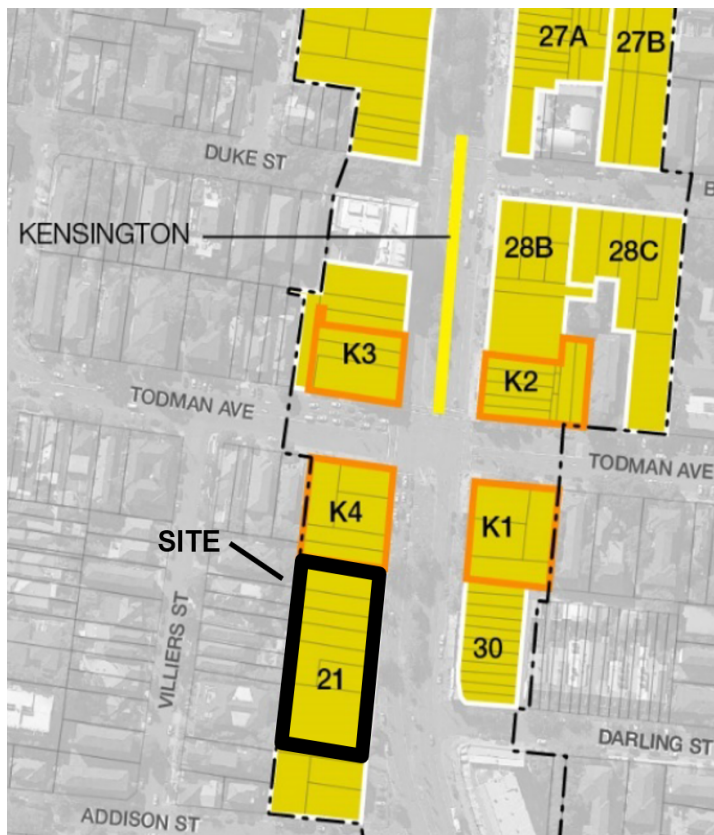 27A
27B
DUKE ST
KENSINGTON
28B
28C
K3
K2
TODMAN AVE
TODMAN AVE
K4
K1
SITE
VILLIERS ST
21
30
DARLING ST
ADDISON ST